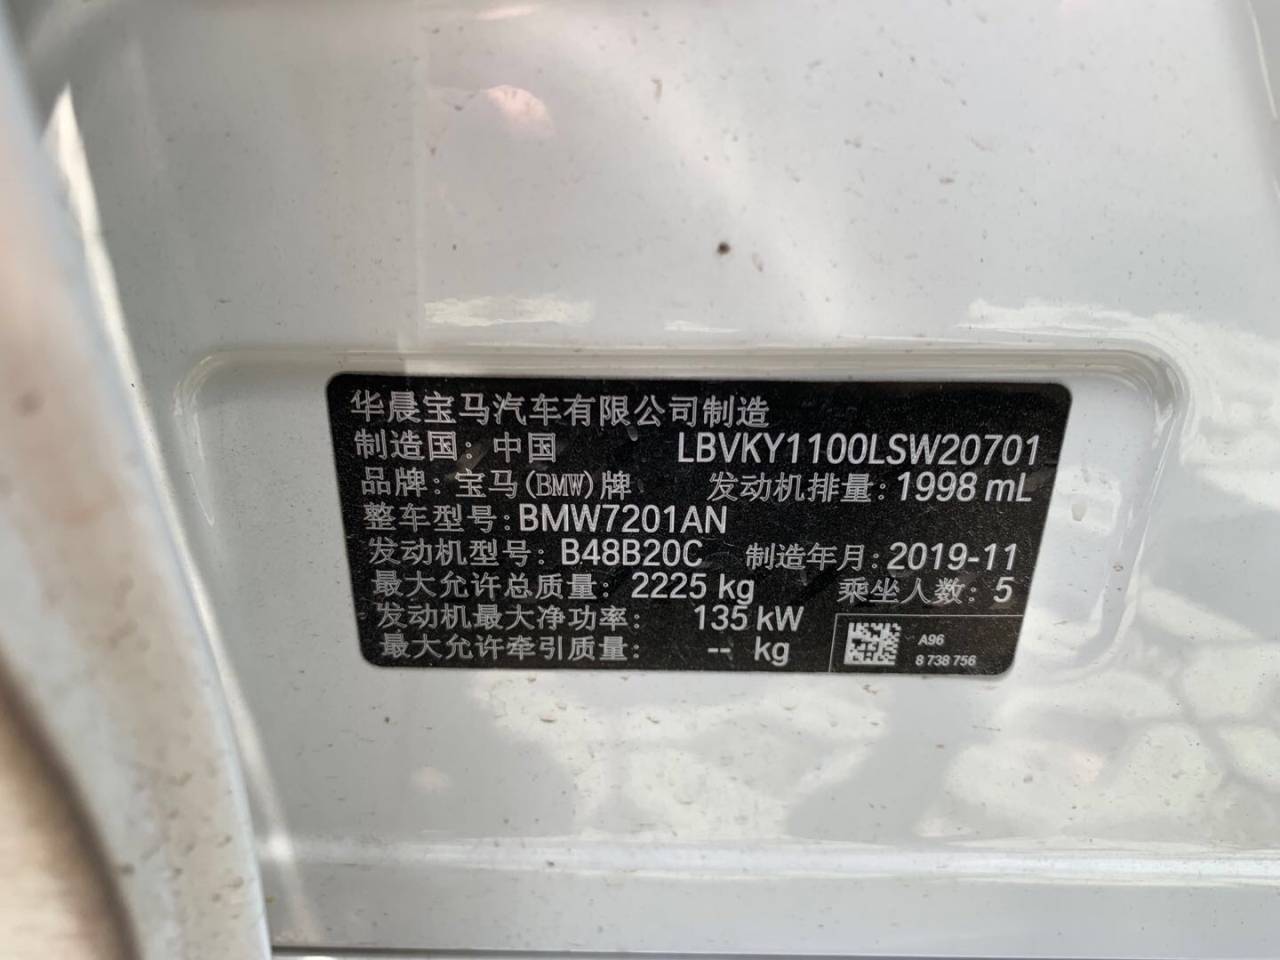 华晨宝马汽车有限公司制造
制造国：中国 LBVKY1100LSW20701
品牌：宝马(BMW)牌 发动机排量：1998 mL
整车型号：BMW7201AN
发动机型号：B48B20C 制造年月：2019-11
最大允许总质量：2225 kg 乘坐人数：5
发动机最大净功率：135 kW
最大允许牵引质量：-- kg
A96
8 738 756